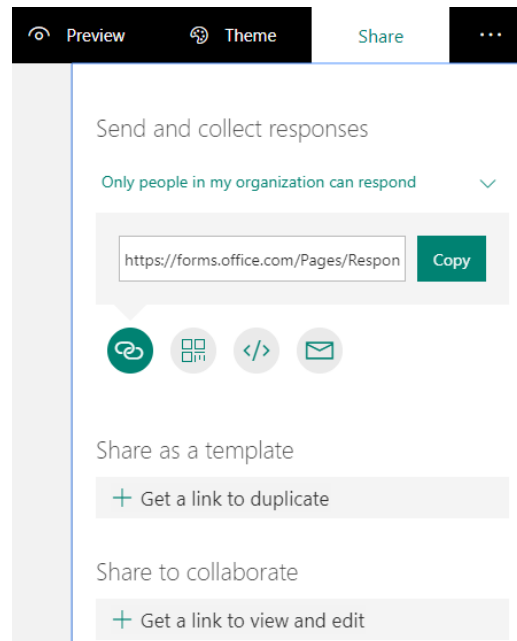 Preview Theme Share ...
Send and collect responses
Only people in my organization can respond
https://forms.office.com/Pages/Respon Copy
</>
Share as a template
+ Get a link to duplicate
Share to collaborate
+ Get a link to view and edit